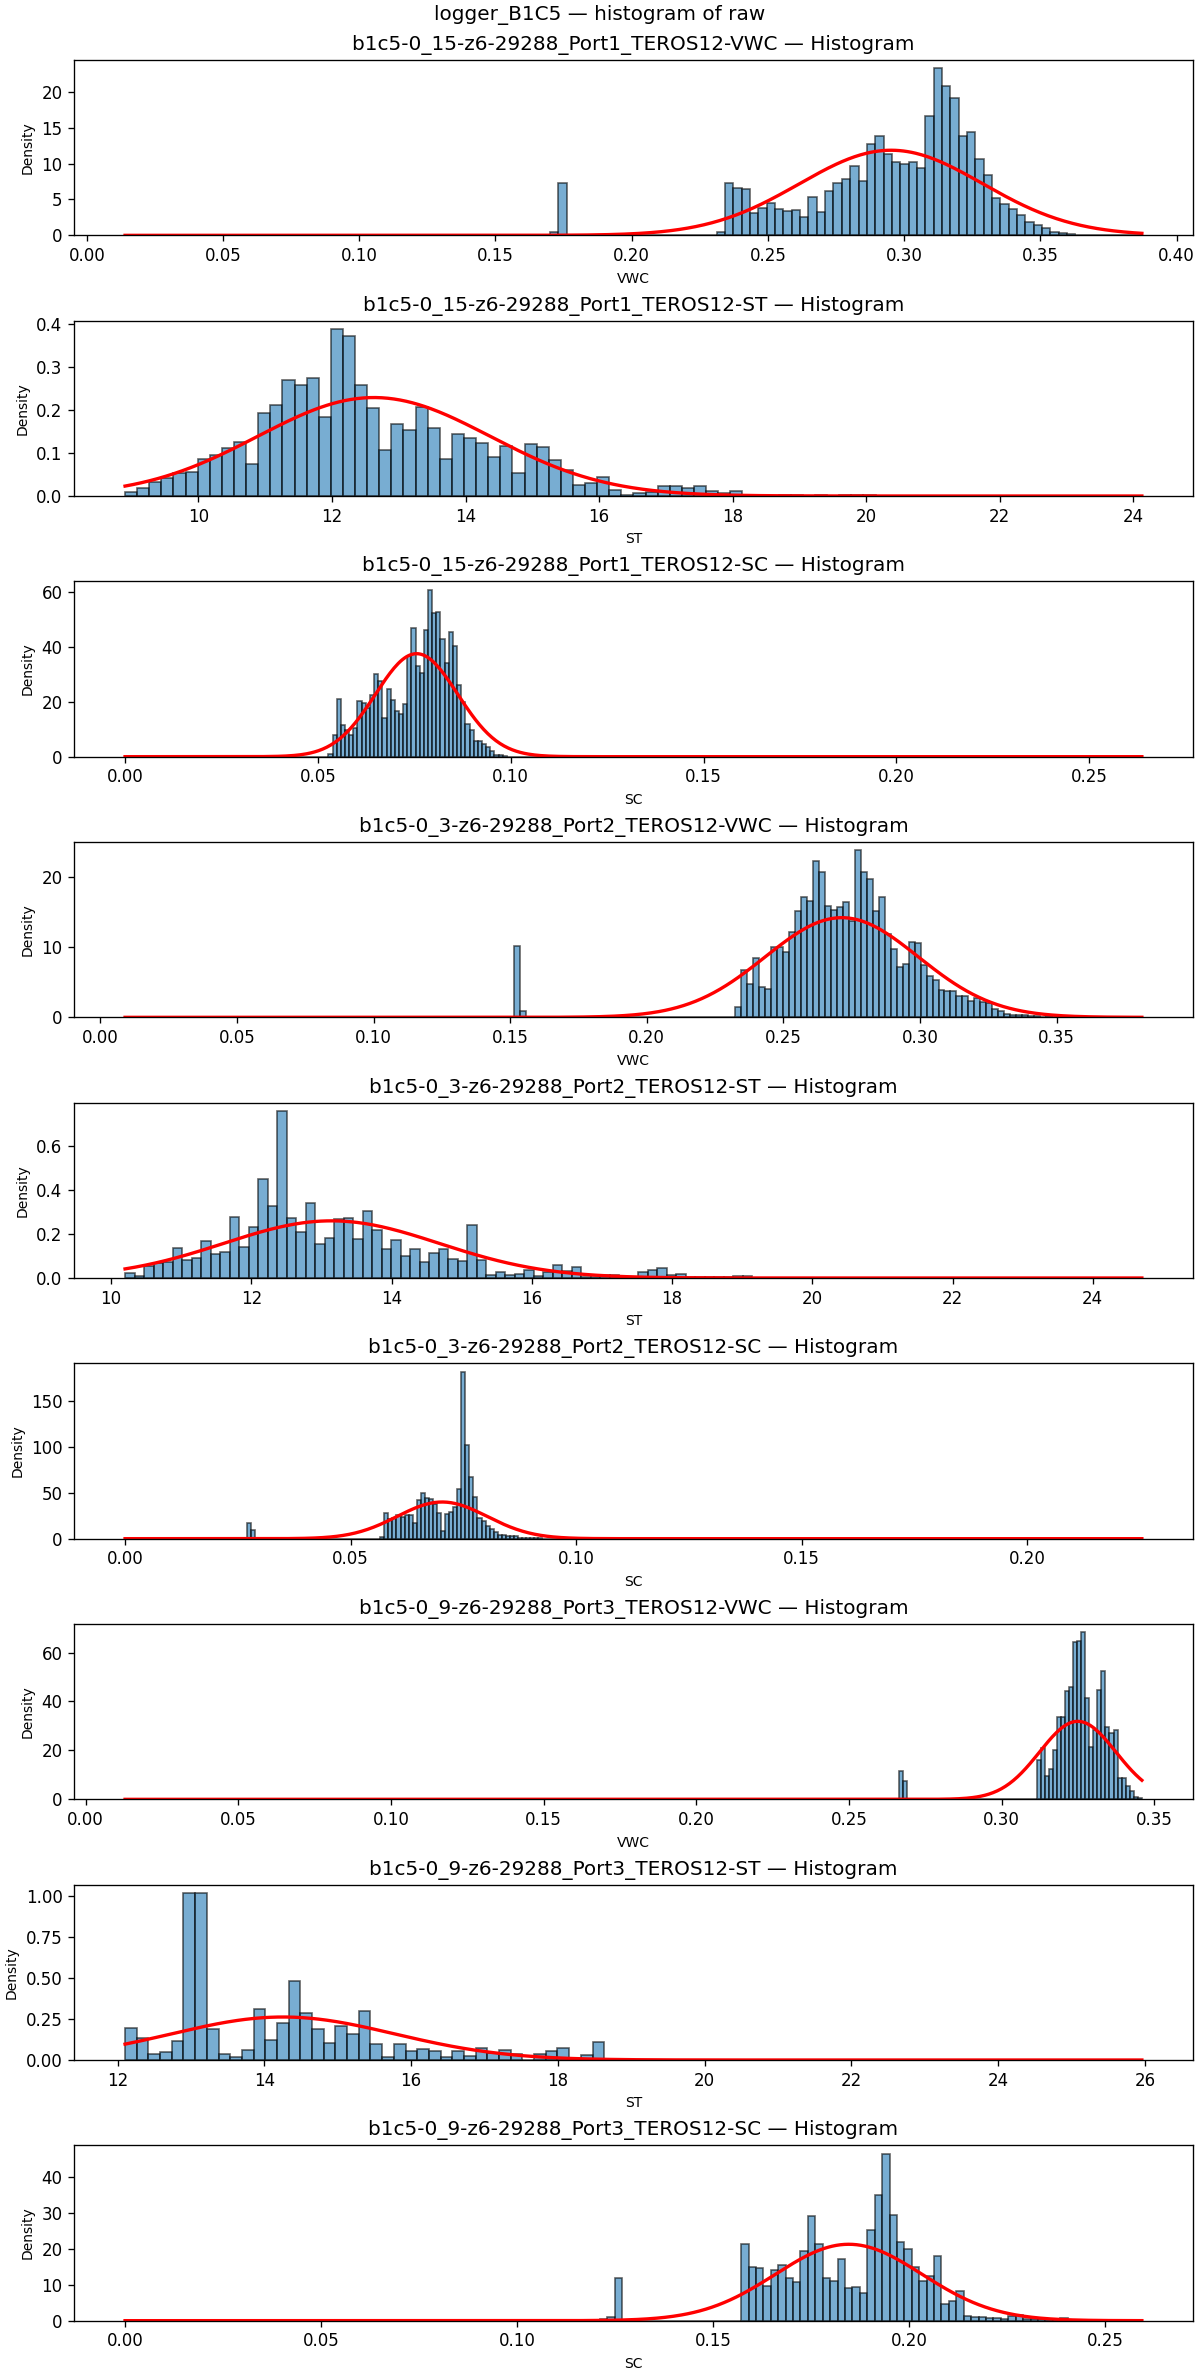 logger_B1C5 — histogram of raw
b1c5-0_15-z6-29288_Port1_TEROS12-VWC — Histogram
Density
20
15
10
5
0
0.00 0.05 0.10 0.15 0.20 0.25 0.30 0.35 0.40
VWC
b1c5-0_15-z6-29288_Port1_TEROS12-ST — Histogram
Density
0.4
0.3
0.2
0.1
0.0
10 12 14 16 18 20 22 24
ST
b1c5-0_15-z6-29288_Port1_TEROS12-SC — Histogram
Density
60
40
20
0
0.00 0.05 0.10 0.15 0.20 0.25
SC
b1c5-0_3-z6-29288_Port2_TEROS12-VWC — Histogram
Density
20
10
0
0.00 0.05 0.10 0.15 0.20 0.25 0.30 0.35
VWC
b1c5-0_3-z6-29288_Port2_TEROS12-ST — Histogram
Density
0.6
0.4
0.2
0.0
10 12 14 16 18 20 22 24
ST
b1c5-0_3-z6-29288_Port2_TEROS12-SC — Histogram
Density
150
100
50
0
0.00 0.05 0.10 0.15 0.20
SC
b1c5-0_9-z6-29288_Port3_TEROS12-VWC — Histogram
Density
60
40
20
0
0.00 0.05 0.10 0.15 0.20 0.25 0.30 0.35
VWC
b1c5-0_9-z6-29288_Port3_TEROS12-ST — Histogram
Density
1.00
0.75
0.50
0.25
0.00
12 14 16 18 20 22 24 26
ST
b1c5-0_9-z6-29288_Port3_TEROS12-SC — Histogram
Density
40
30
20
10
0
0.00 0.05 0.10 0.15 0.20 0.25
SC